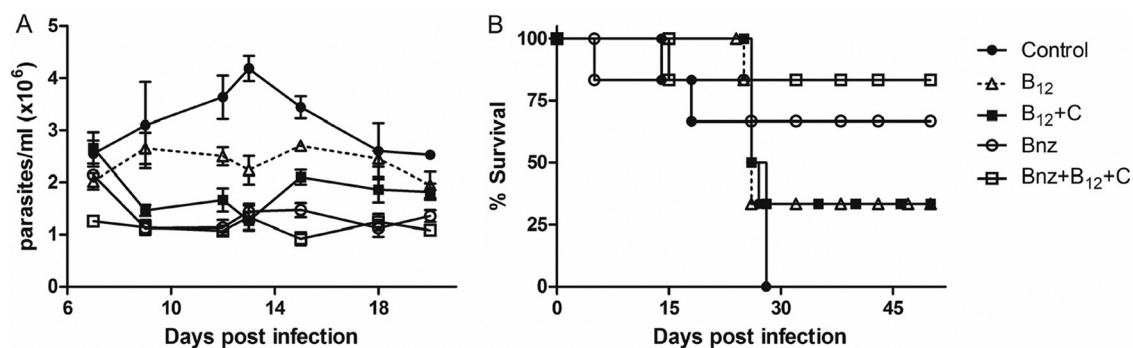 A
parasites/ml (x10⁶)
5
4
3
2
1
0
6
10
14
18
Days post infection
B
% Survival
100
75
50
25
0
0
15
30
45
Days post infection
Control
B₁₂
B₁₂+C
Bnz
Bnz+B₁₂+C